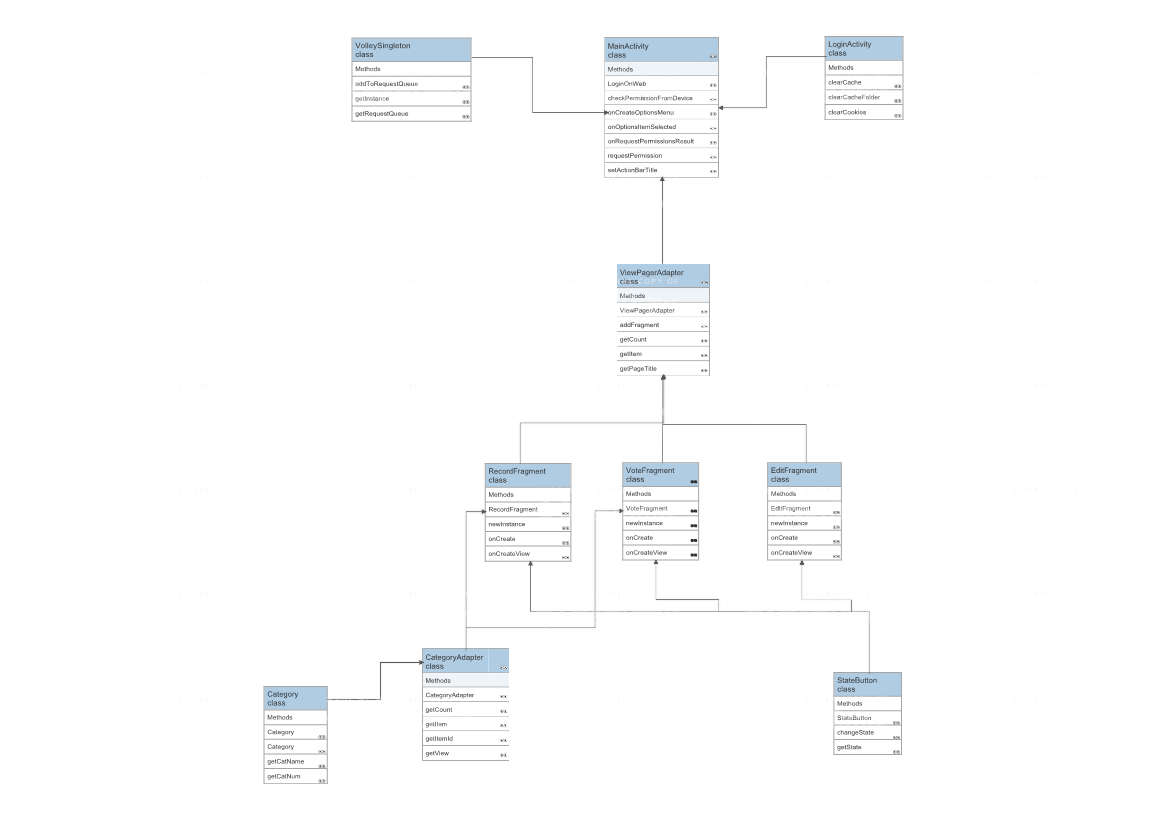 VolleySingleton
class
Methods
addToRequestQueue
getInstance
getRequestQueue
MainActivity
class
Methods
LoginOnWeb
checkPermissionFromDevice
onCreateOptionsMenu
onOptionsItemSelected
onRequestPermissionsResult
requestPermission
setActionBarTitle
LoginActivity
class
Methods
clearCache
clearCacheFolder
clearCookies
ViewPagerAdapter
class
Methods
ViewPagerAdapter
addFragment
getCount
getItem
getPageTitle
RecordFragment
class
Methods
RecordFragment
newInstance
onCreate
onCreateView
VoteFragment
class
Methods
VoteFragment
newInstance
onCreate
onCreateView
EditFragment
class
Methods
EditFragment
newInstance
onCreate
onCreateView
Category
class
Methods
Category
Category
getCatName
getCatNum
CategoryAdapter
class
Methods
CategoryAdapter
getCount
getItem
getItemId
getView
StateButton
class
Methods
StateButton
changeState
getState